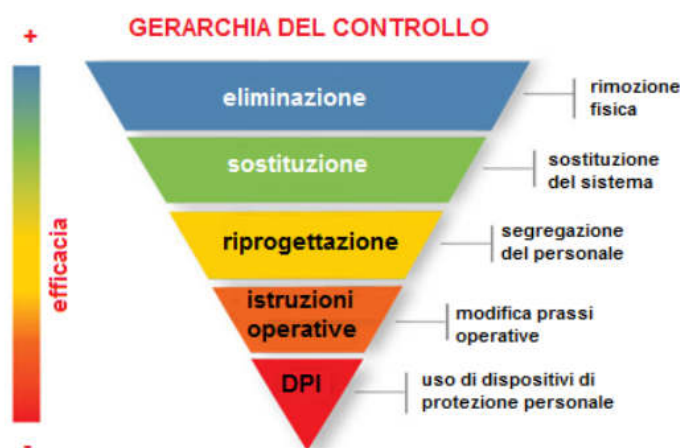 +
GERARCHIA DEL CONTROLLO
eliminazione
rimozione
fisica
sostituzione
sostituzione
del sistema
riprogettazione
segregazione
del personale
efficacia
istruzioni
operative
modifica prassi
operative
DPI
uso di dispositivi di
protezione personale
-